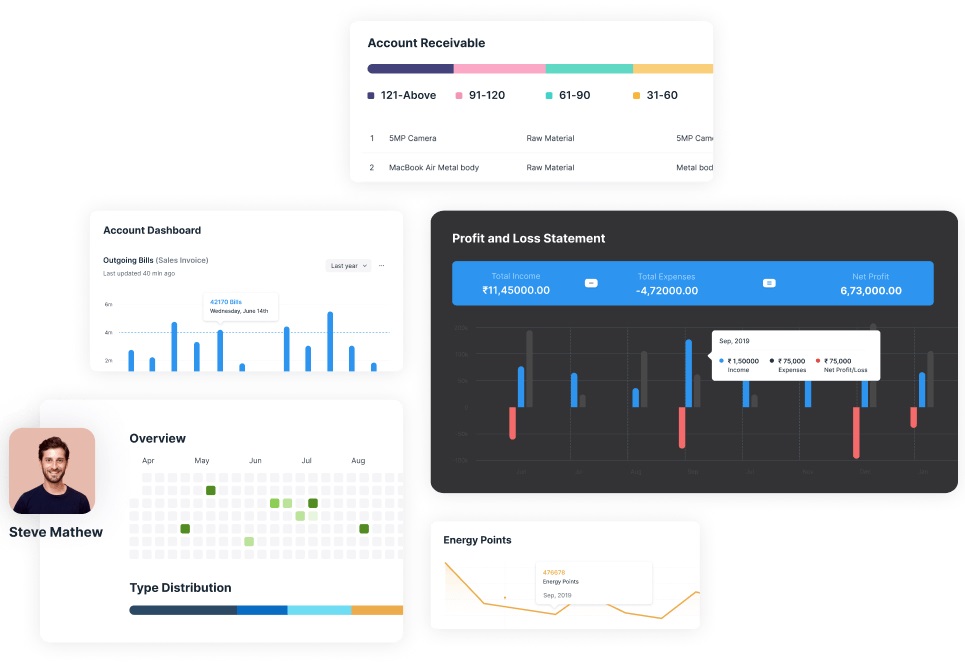 Account Receivable
121-Above 91-120 61-90 31-60
1 5MP Camera Raw Material 5MP Cam
2 MacBook Air Metal body Raw Material Metal bod
Account Dashboard
Outgoing Bills (Sales Invoice)
Last updated 40 min ago
Last year
6m
4m
2m
42170 Bills
Wednesday, June 14th
Profit and Loss Statement
Total Income Total Expenses Net Profit
₹11,45000.00 -4,72000.00 6,73,000.00
Sep, 2019
₹ 1,50000 ₹ 75,000 ₹ 75,000
Income Expenses Net Profit/Loss
Steve Mathew
Overview
Apr May Jun Jul Aug
Type Distribution
Energy Points
476678
Energy Points
Sep, 2019